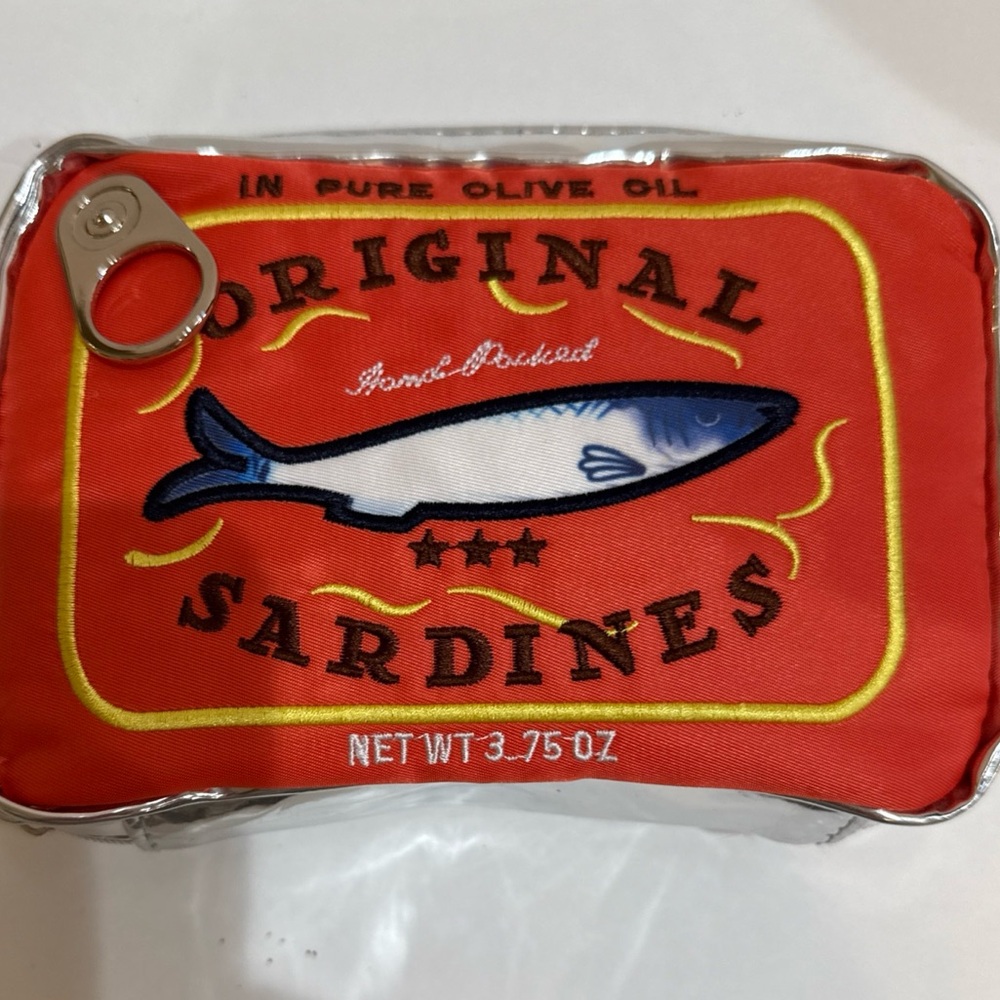 IN PURE OLIVE OIL
ORIGINAL
Hand-Packed
SARDINES
NET WT 3.75 OZ